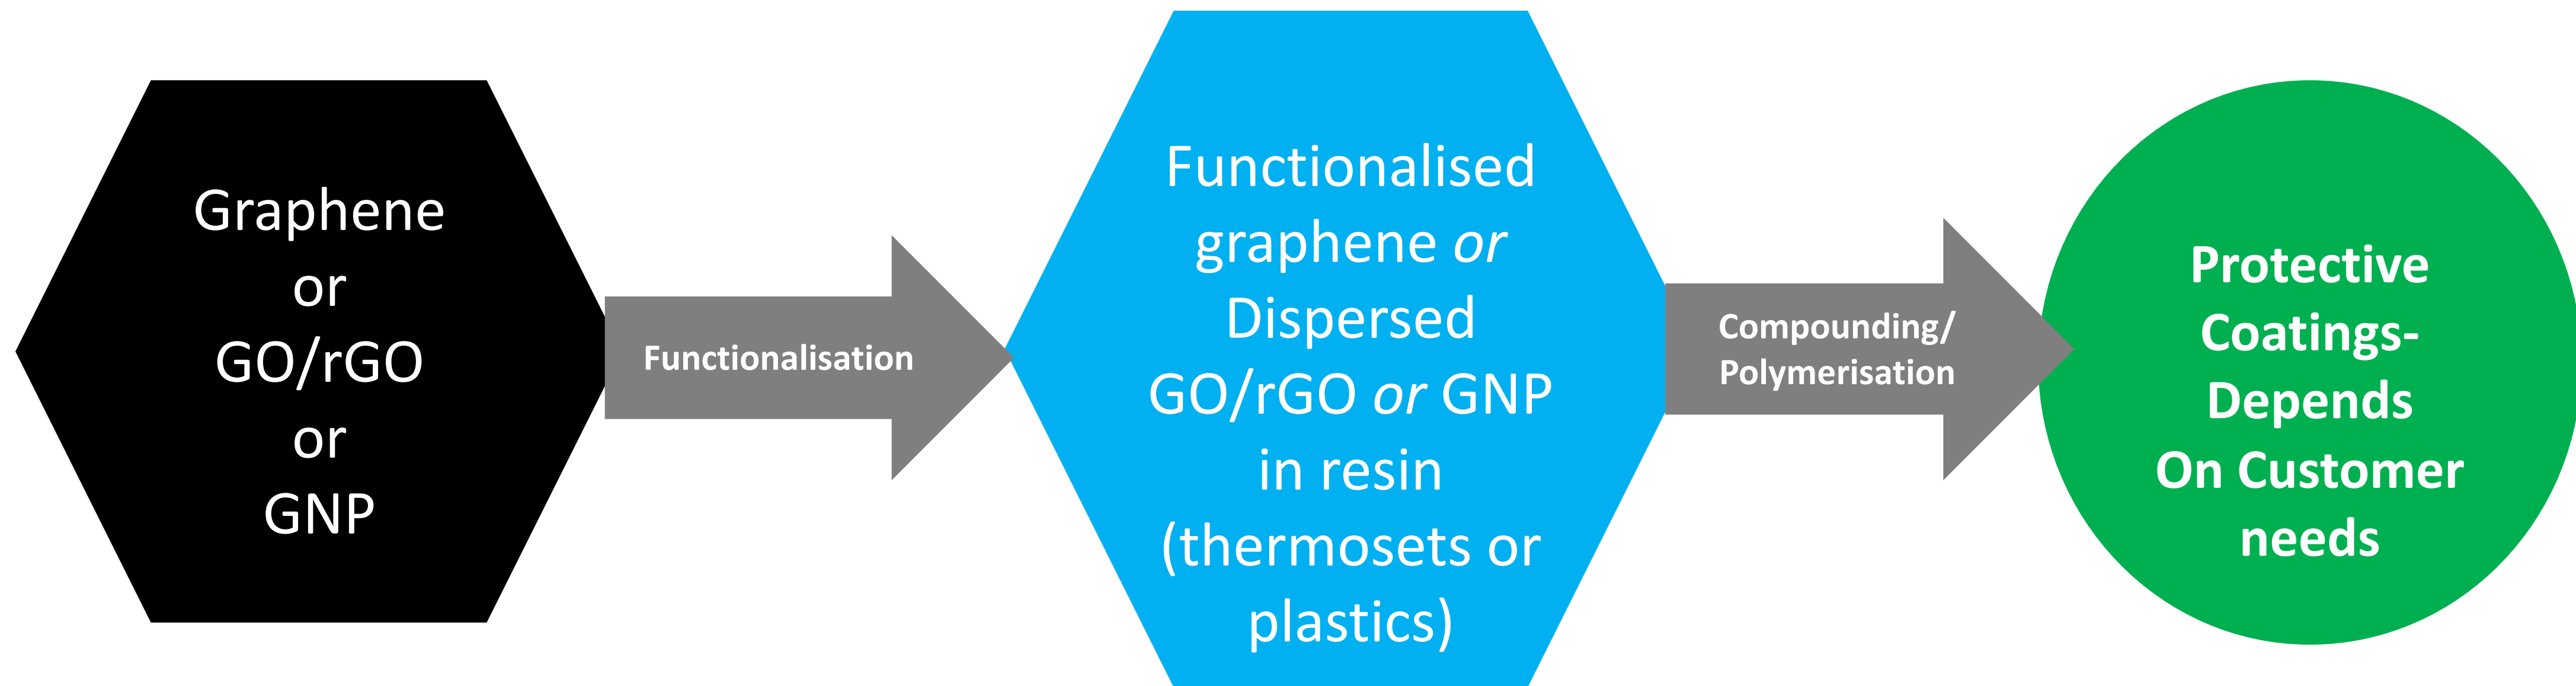 Graphene
or
GO/rGO
or
GNP
Functionalisation
Functionalised
graphene or
Dispersed
GO/rGO or GNP
in resin
(thermosets or
plastics)
Compounding/
Polymerisation
Protective
Coatings-
Depends
On Customer
needs